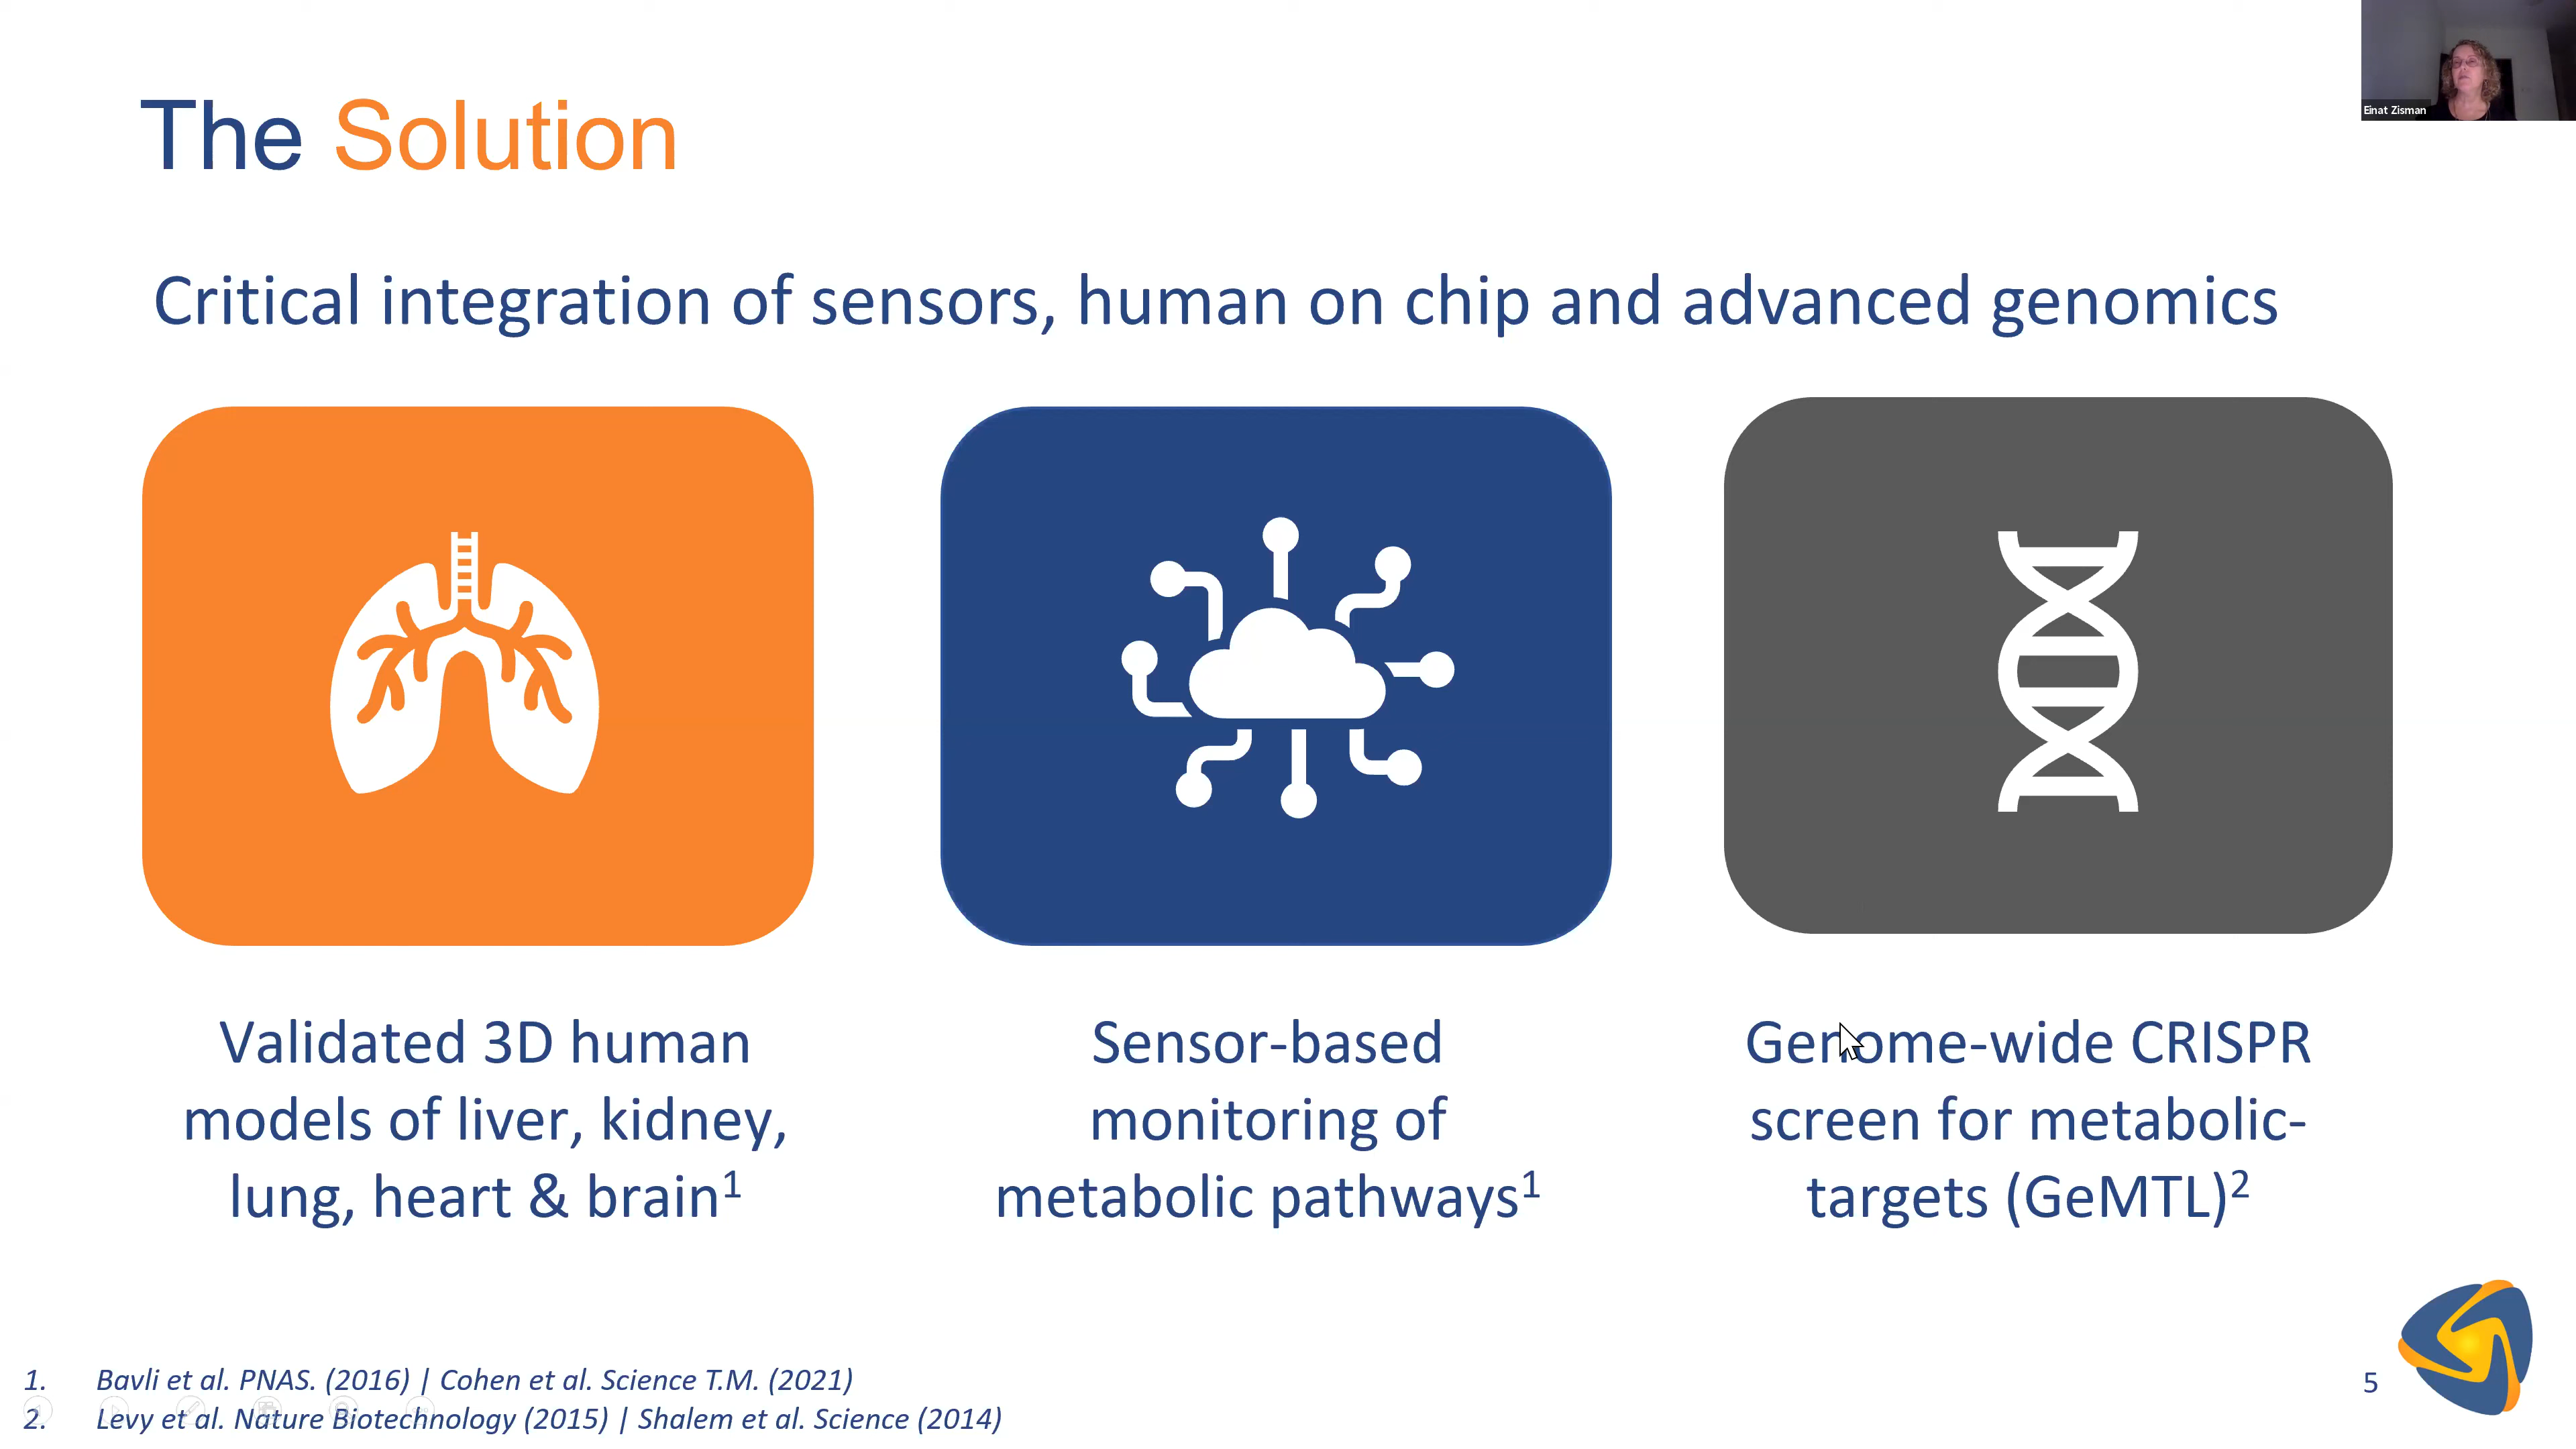 Einat Zisman
The Solution
Critical integration of sensors, human on chip and advanced genomics
Validated 3D human
models of liver, kidney,
lung, heart & brain¹
Sensor-based
monitoring of
metabolic pathways¹
Genome-wide CRISPR
screen for metabolic-
targets (GeMTL)²
1. Bavli et al. PNAS. (2016) | Cohen et al. Science T.M. (2021)
2. Levy et al. Nature Biotechnology (2015) | Shalem et al. Science (2014)
5